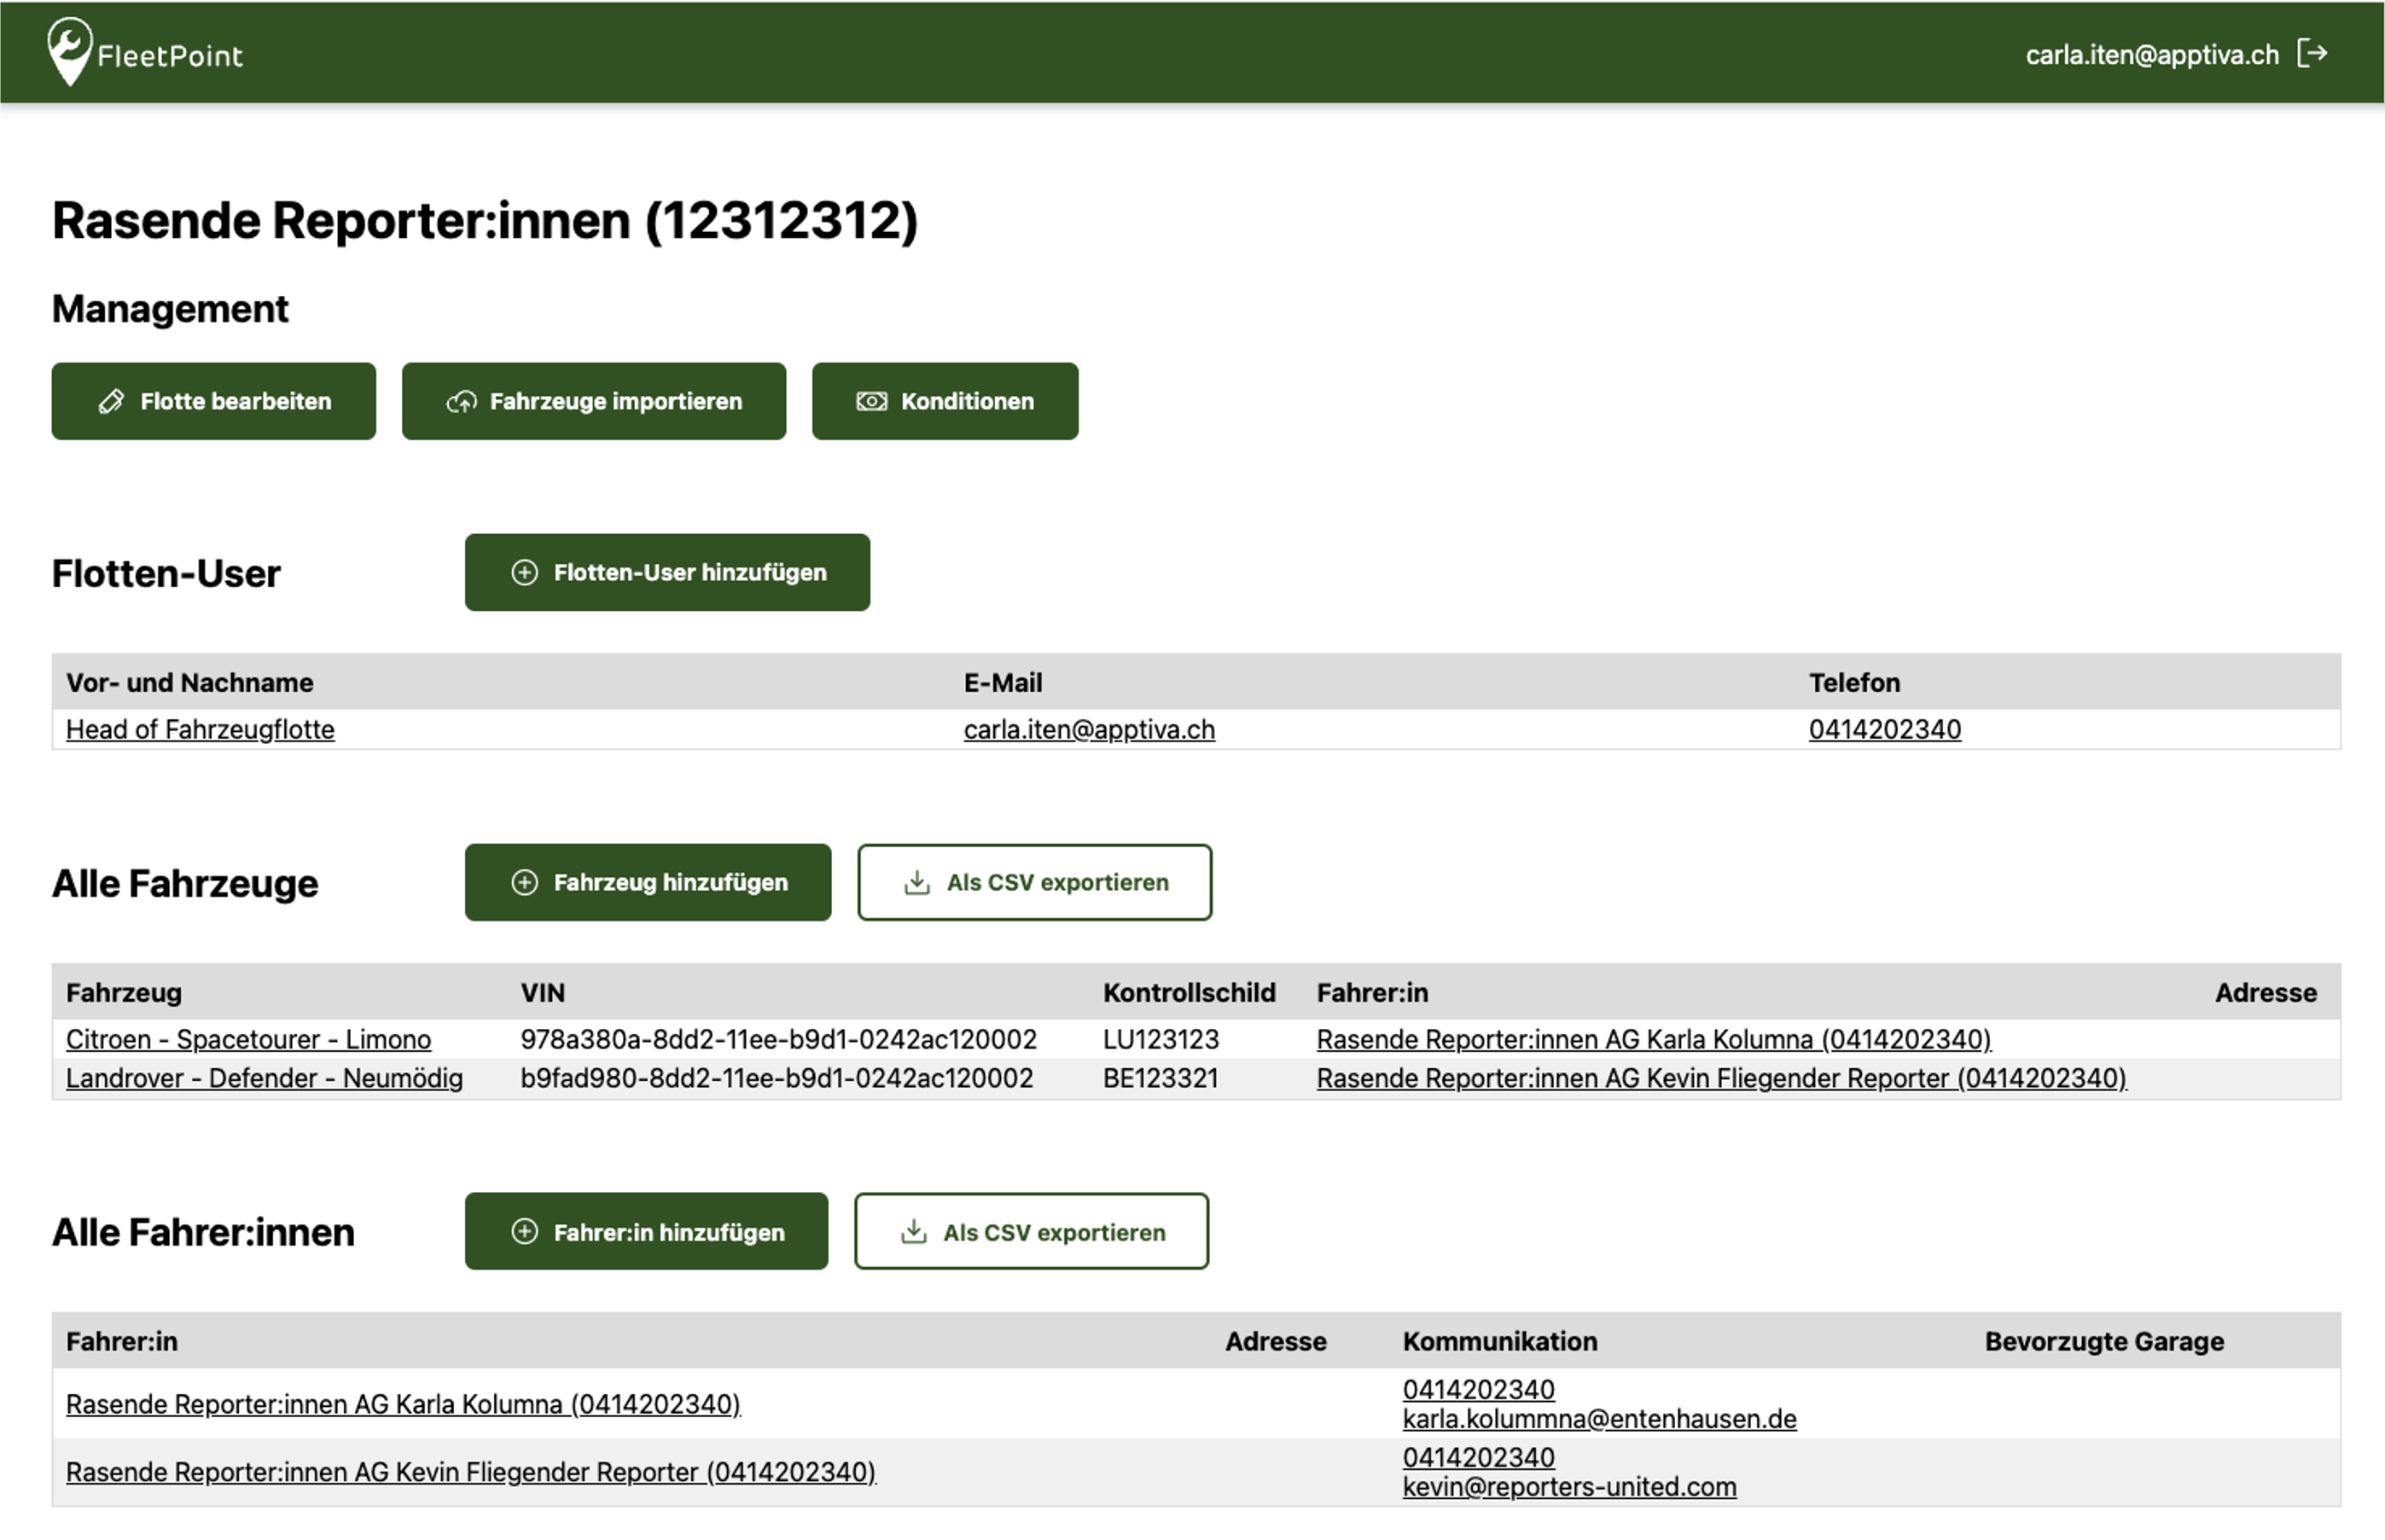 FleetPoint
carla.iten@apptiva.ch
Rasende Reporter:innen (12312312)
Management
Flotte bearbeiten
Fahrzeuge importieren
Konditionen
Flotten-User
Flotten-User hinzufügen
Vor- und Nachname E-Mail Telefon
Head of Fahrzeugflotte carla.iten@apptiva.ch 0414202340
Alle Fahrzeuge
Fahrzeug hinzufügen
Als CSV exportieren
Fahrzeug VIN Kontrollschild Fahrer:in Adresse
Citroen - Spacetourer - Limono 978a380a-8dd2-11ee-b9d1-0242ac120002 LU123123 Rasende Reporter:innen AG Karla Kolumna (0414202340)
Landrover - Defender - Neumödig b9fad980-8dd2-11ee-b9d1-0242ac120002 BE123321 Rasende Reporter:innen AG Kevin Fliegender Reporter (0414202340)
Alle Fahrer:innen
Fahrer:in hinzufügen
Als CSV exportieren
Fahrer:in Adresse Kommunikation Bevorzugte Garage
Rasende Reporter:innen AG Karla Kolumna (0414202340)
0414202340
karla.kolummna@entenhausen.de
Rasende Reporter:innen AG Kevin Fliegender Reporter (0414202340)
0414202340
kevin@reporters-united.com